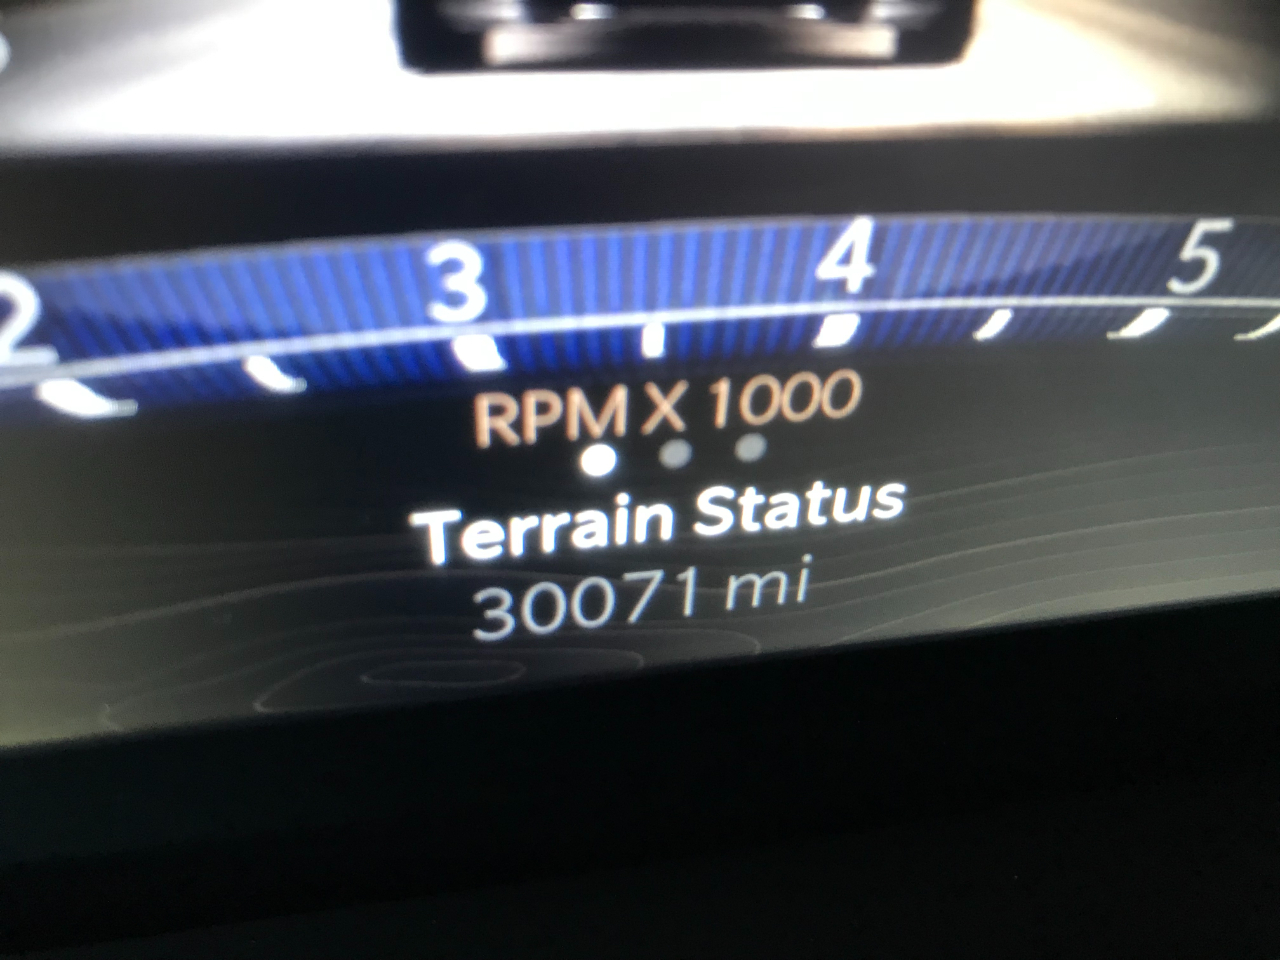 2 3 4 5
RPM X 1000
Terrain Status
30071 mi